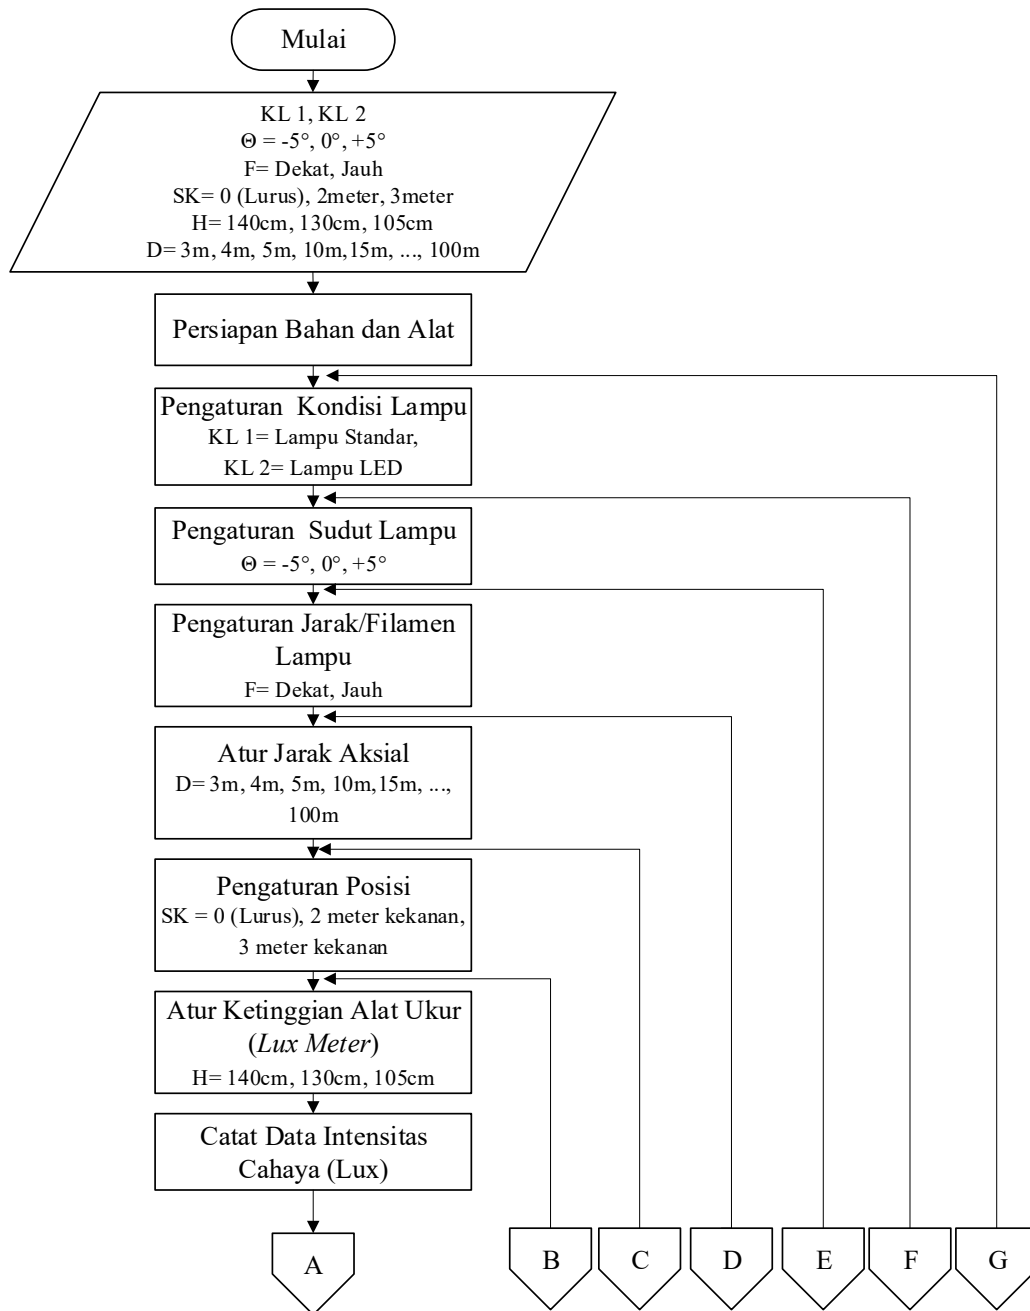 Mulai
KL 1, KL 2
Θ = -5°, 0°, +5°
F= Dekat, Jauh
SK= 0 (Lurus), 2meter, 3meter
H= 140cm, 130cm, 105cm
D= 3m, 4m, 5m, 10m,15m, ..., 100m
Persiapan Bahan dan Alat
Pengaturan Kondisi Lampu
KL 1= Lampu Standar,
KL 2= Lampu LED
Pengaturan Sudut Lampu
Θ = -5°, 0°, +5°
Pengaturan Jarak/Filamen
Lampu
F= Dekat, Jauh
Atur Jarak Aksial
D= 3m, 4m, 5m, 10m,15m, ...,
100m
Pengaturan Posisi
SK = 0 (Lurus), 2 meter kekanan,
3 meter kekanan
Atur Ketinggian Alat Ukur
(Lux Meter)
H= 140cm, 130cm, 105cm
Catat Data Intensitas
Cahaya (Lux)
A
B
C
D
E
F
G